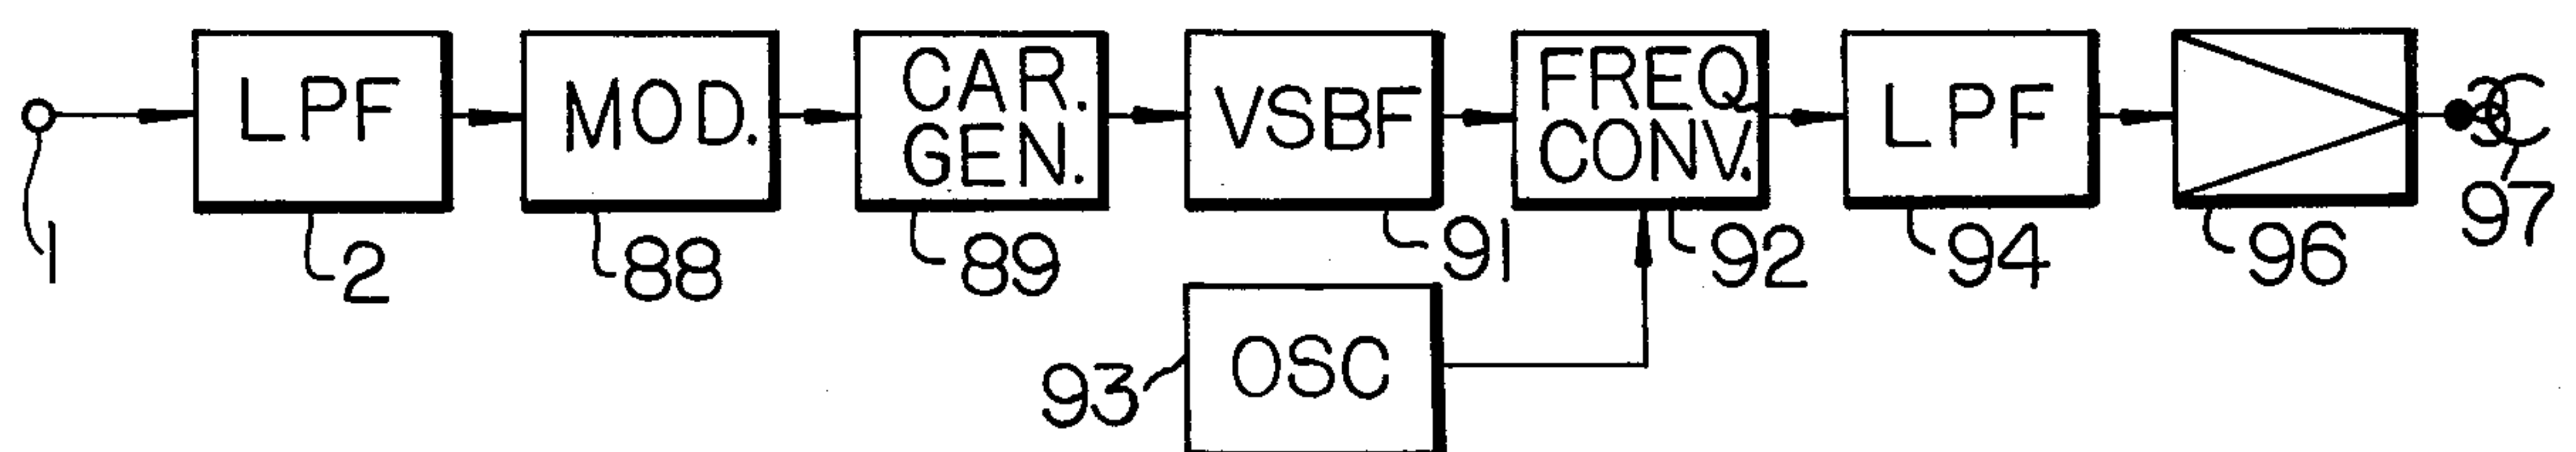 LPF
MOD.
CAR.
GEN.
VSBF
FREQ.
CONV.
LPF
1
2
88
89
91
92
94
96
97
OSC
93